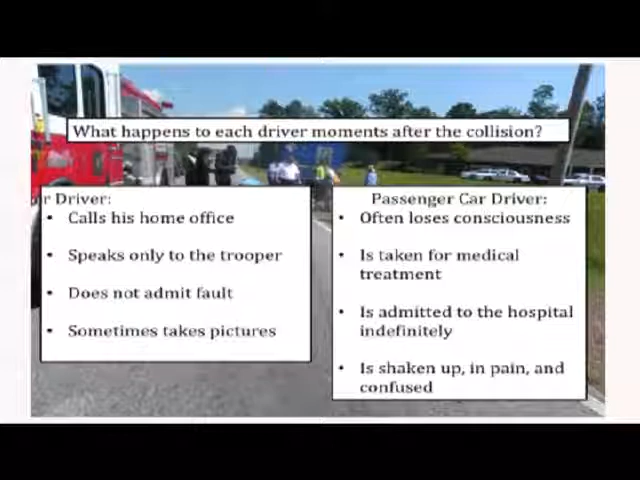 What happens to each driver moments after the collision?
r Driver:
• Calls his home office
• Speaks only to the trooper
• Does not admit fault
• Sometimes takes pictures
Passenger Car Driver:
• Often loses consciousness
• Is taken for medical
treatment
• Is admitted to the hospital
indefinitely
• Is shaken up, in pain, and
confused